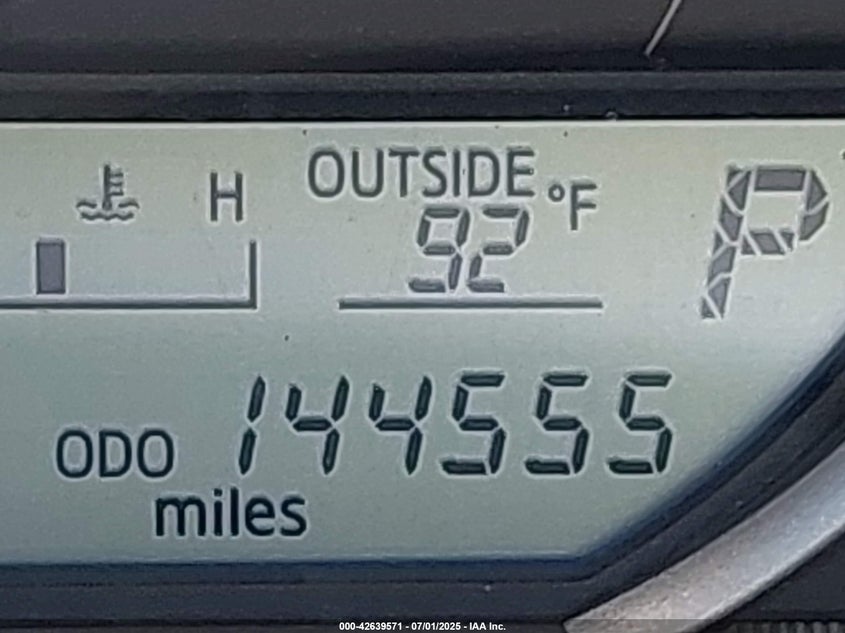 H
OUTSIDE
92 °F
P
ODO 144555
miles
000-42639571 - 07/01/2025 - IAA Inc.